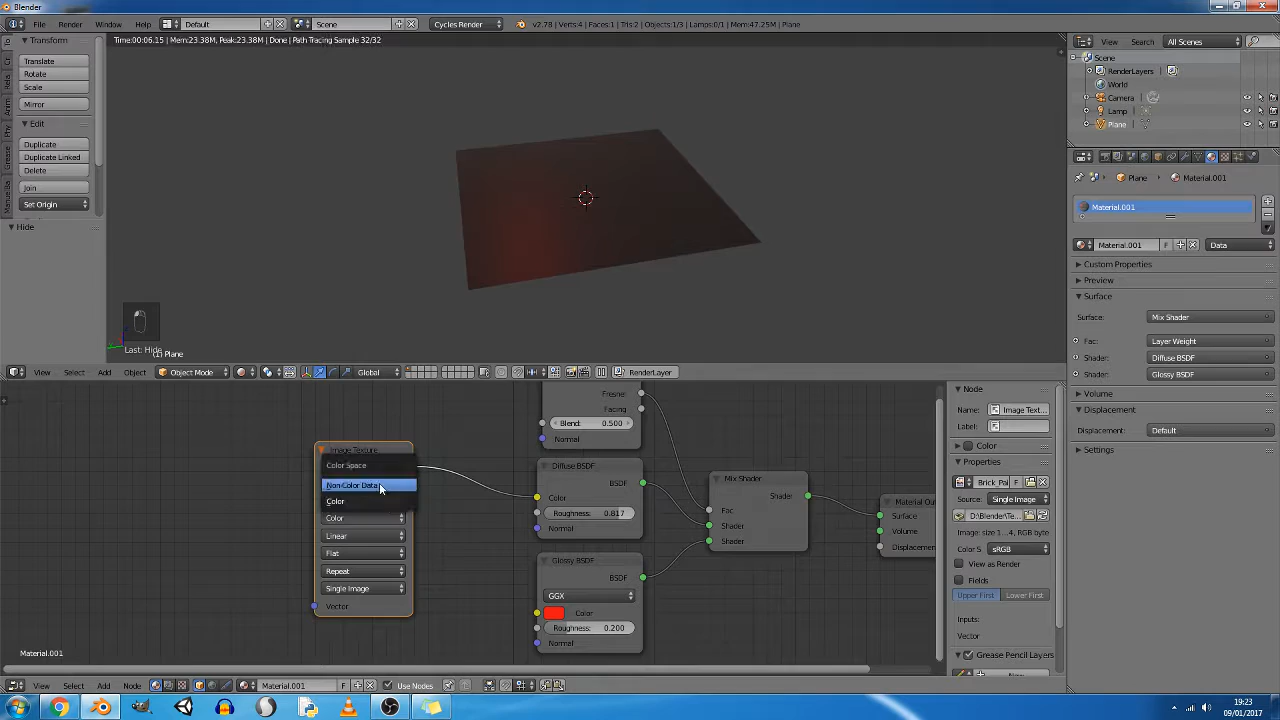 Blender
File
Render
Window
Help
Default
Scene
Cycles Render
v2.78 | Verts:4 | Faces:1 | Tris:2 | Objects:1/3 | Lamps:0/1 | Mem:47.25M | Plane
Time:00:06.15 | Mem:23.38M, Peak:23.38M | Done | Path Tracing Sample 32/32
Transform
Translate
Rotate
Scale
Mirror
Edit
Duplicate
Duplicate Linked
Delete
Join
Set Origin
Hide
Last: Hide
(1) Plane
View
Select
Add
Object
Object Mode
Global
RenderLayer
View
Search
All Scenes
Scene
RenderLayers
World
Camera
Lamp
Plane
Plane
Material.001
Material.001
Material.001
F
Data
Custom Properties
Preview
Surface
Surface:
Mix Shader
Fac:
Layer Weight
Shader:
Diffuse BSDF
Shader:
Glossy BSDF
Volume
Displacement
Displacement:
Default
Settings
Image Texture
Color Space
Non-Color Data
Color
Color
Linear
Flat
Repeat
Single Image
Vector
Fresnel
Facing
Blend: 0.500
Normal
Diffuse BSDF
BSDF
Color
Roughness: 0.817
Normal
Glossy BSDF
BSDF
GGX
Color
Roughness: 0.200
Normal
Mix Shader
Shader
Fac
Shader
Shader
Material Out
Surface
Volume
Displacemen
Node
Name:
Image Text...
Label:
Color
Properties
Brick_Pal
F
Source:
Single Image
D:\Blender\Te...
Image: size 1...4, RGB byte
Color S
sRGB
View as Render
Fields
Upper First
Lower First
Inputs:
Vector
Grease Pencil Layers
New
Material.001
View
Select
Add
Node
Material.001
F
Use Nodes
19:23
09/01/2017